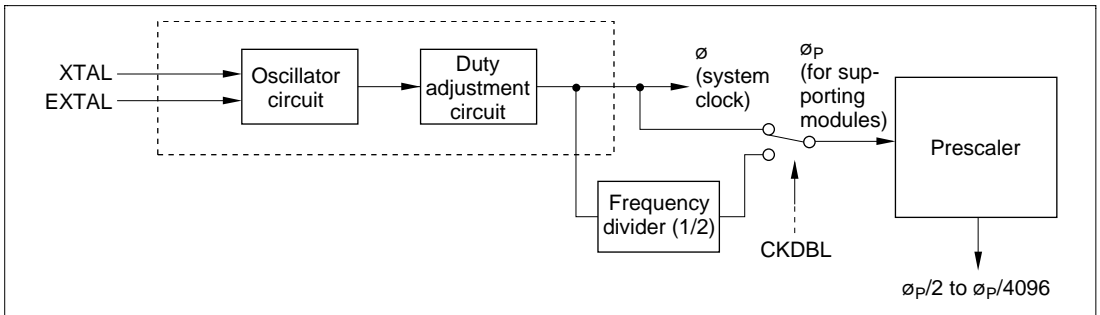 XTAL
EXTAL
Oscillator
circuit
Duty
adjustment
circuit
ø
(system
clock)
øP
(for sup-
porting
modules)
Prescaler
Frequency
divider (1/2)
CKDBL
øP/2 to øP/4096